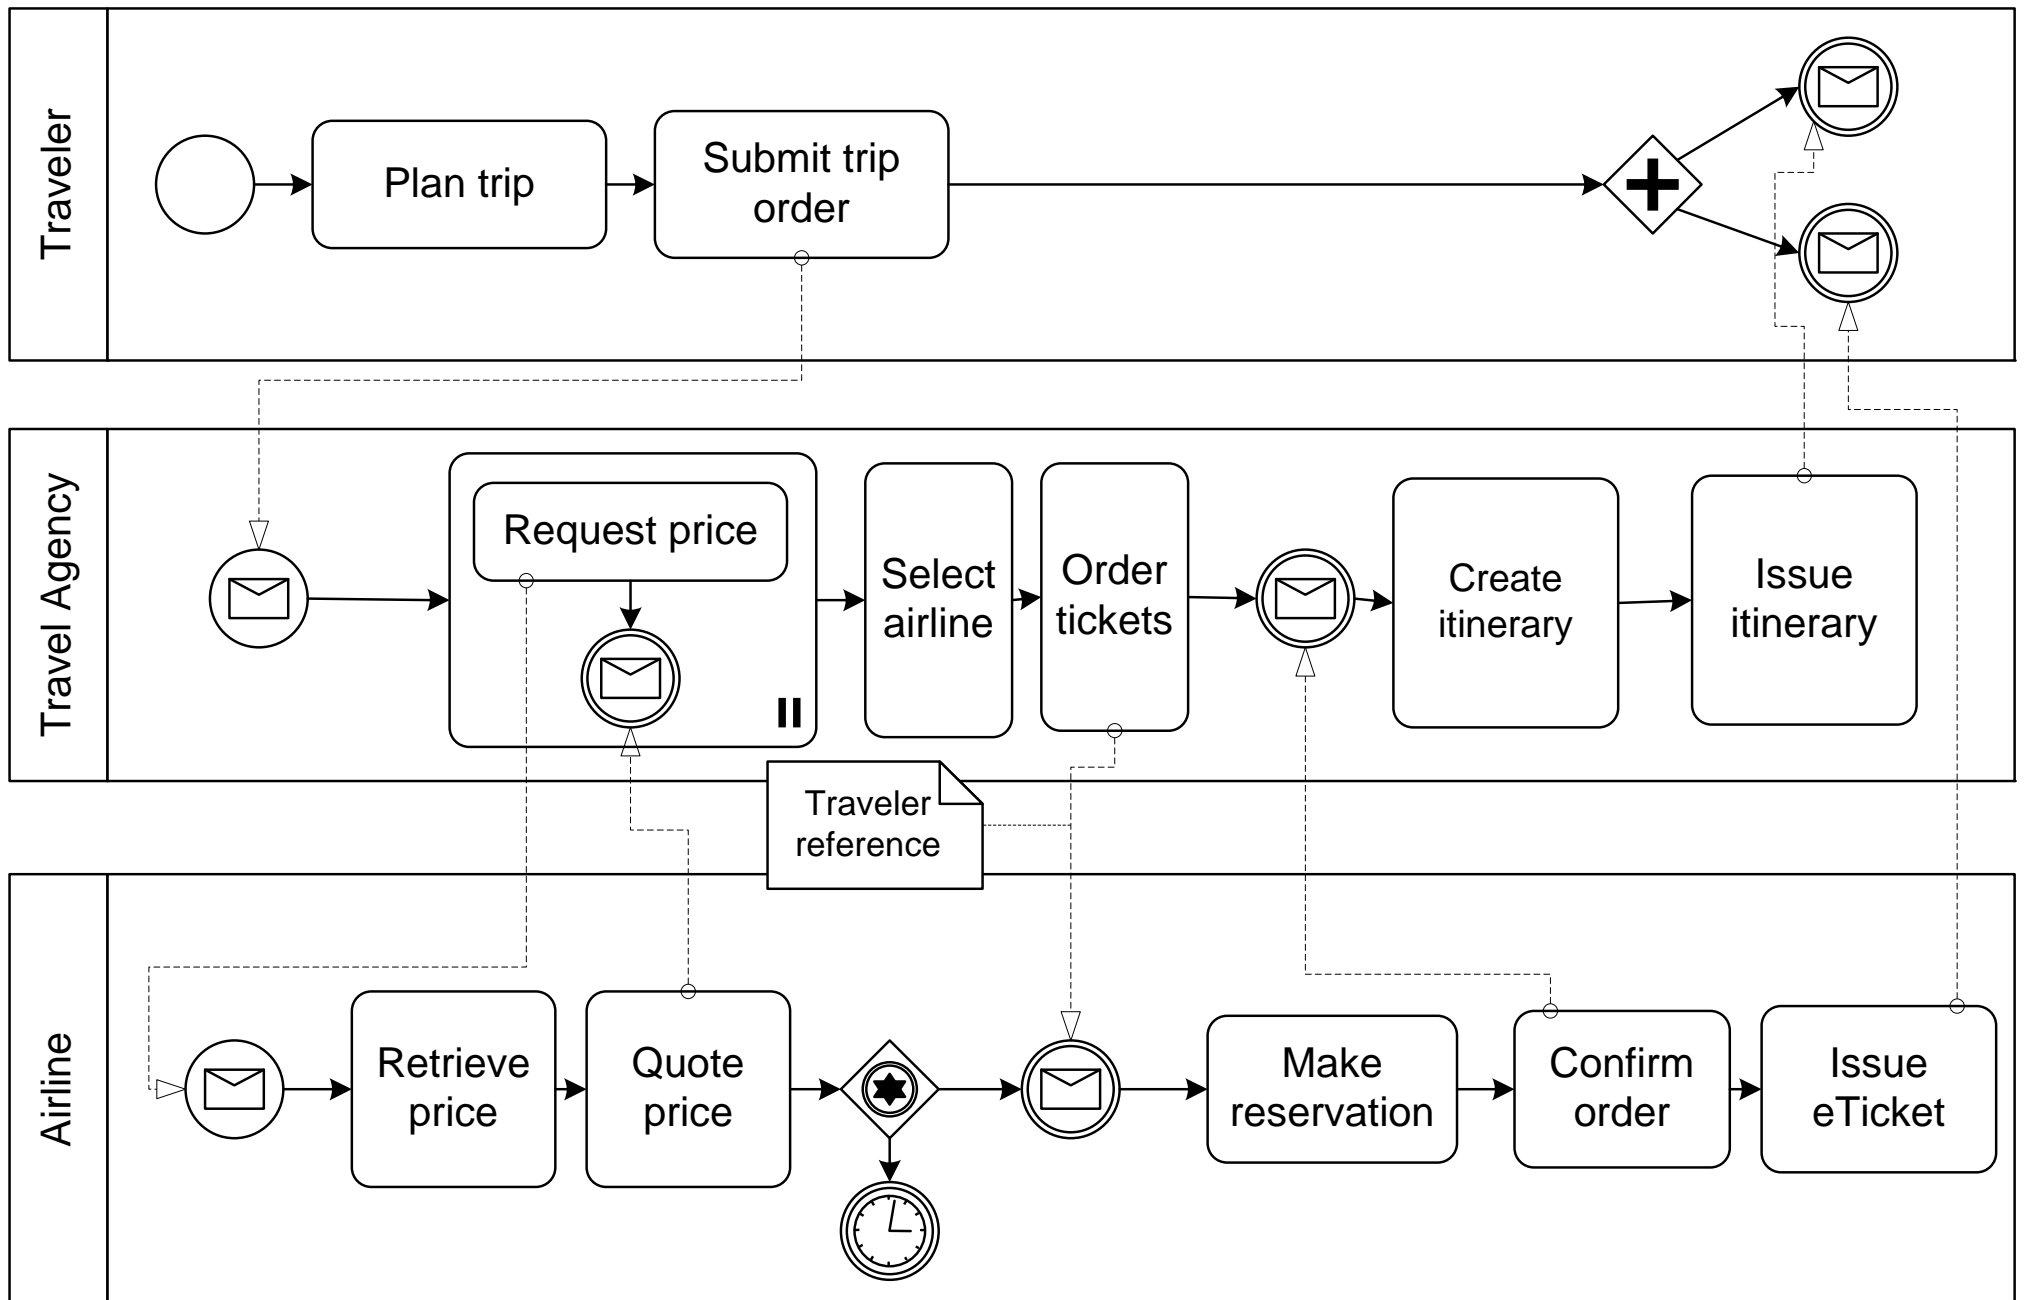 Traveler
Plan trip
Submit trip
order
Travel Agency
Request price
Select
airline
Order
tickets
Create
itinerary
Issue
itinerary
Traveler
reference
Airline
Retrieve
price
Quote
price
Make
reservation
Confirm
order
Issue
eTicket